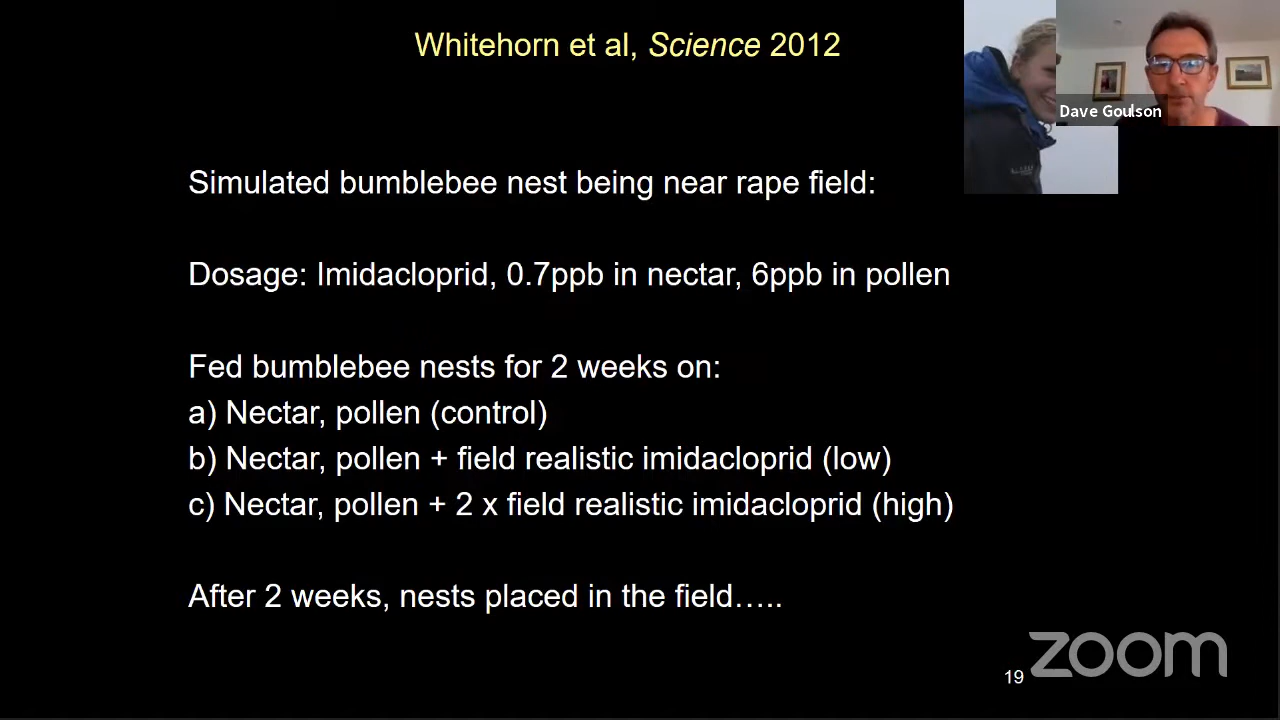 Whitehorn et al, Science 2012
Dave Goulson
Simulated bumblebee nest being near rape field:
Dosage: Imidacloprid, 0.7ppb in nectar, 6ppb in pollen
Fed bumblebee nests for 2 weeks on:
a) Nectar, pollen (control)
b) Nectar, pollen + field realistic imidacloprid (low)
c) Nectar, pollen + 2 x field realistic imidacloprid (high)
After 2 weeks, nests placed in the field…..
19
zoom